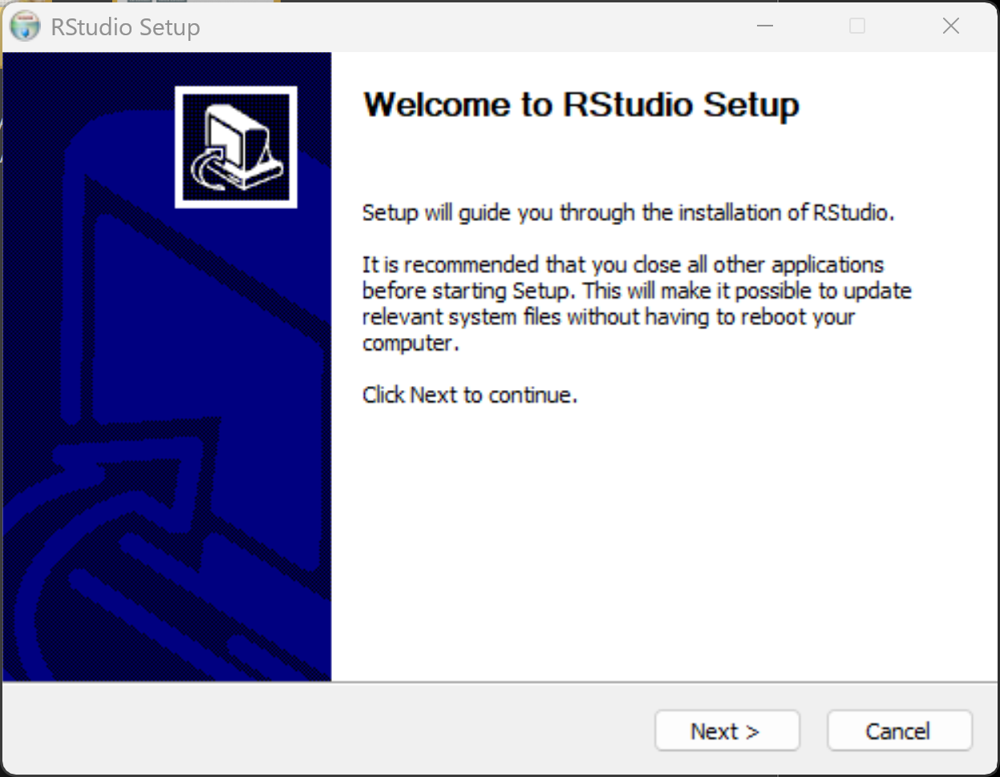 RStudio Setup
Welcome to RStudio Setup
Setup will guide you through the installation of RStudio.
It is recommended that you close all other applications
before starting Setup. This will make it possible to update
relevant system files without having to reboot your
computer.
Click Next to continue.
Next >
Cancel